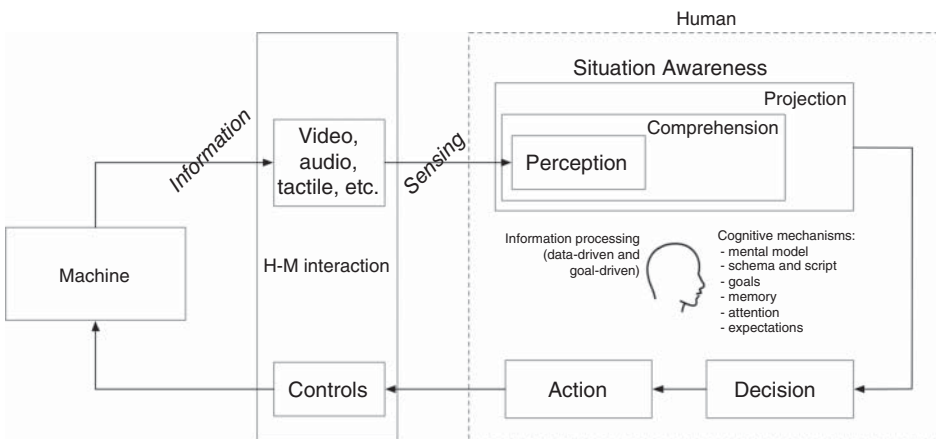 Human
Situation Awareness
Projection
Comprehension
Perception
Information
Video,
audio,
tactile, etc.
Sensing
Machine
H-M interaction
Information processing
(data-driven and
goal-driven)
Cognitive mechanisms:
- mental model
- schema and script
- goals
- memory
- attention
- expectations
Controls
Action
Decision